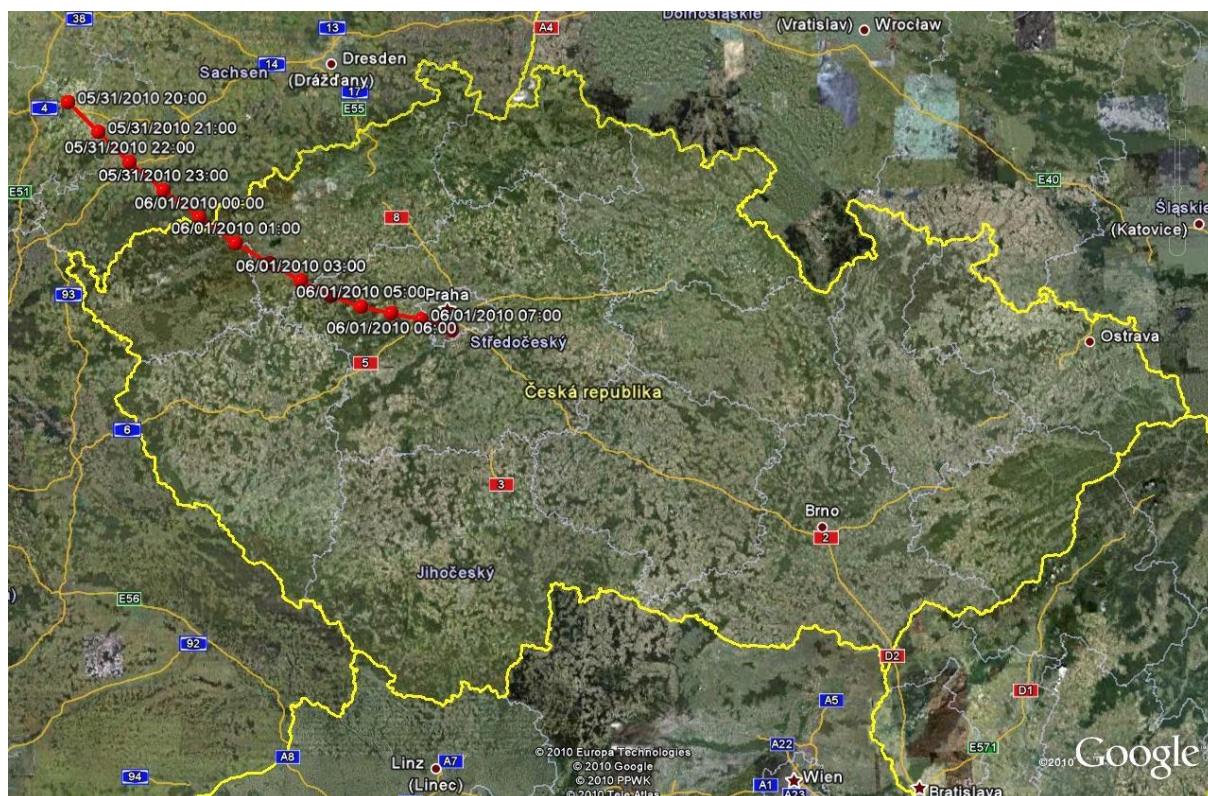 38
13
A4
Dolnośląskie
(Vratislav)
Wrocław
14
Dresden
Sachsen
(Drážďany)
17
E55
4
05/31/2010 20:00
05/31/2010 21:00
05/31/2010 22:00
05/31/2010 23:00
E51
E40
06/01/2010 00:00
8
Śląskie
06/01/2010 01:00
(Katovice)
06/01/2010 03:00
93
06/01/2010 05:00
Praha
06/01/2010 07:00
06/01/2010 06:00
Středočeský
Ostrava
5
Česká republika
6
3
Brno
2
Jihočeský
E56
92
D2
D1
A5
A7
Linz
(Linec)
A8
94
A22
E571
© 2010 Europa Technologies
© 2010 Google
© 2010 PPWK
© 2010 Tele Atlas
A1
Wien
A23
Bratislava
©2010 Google